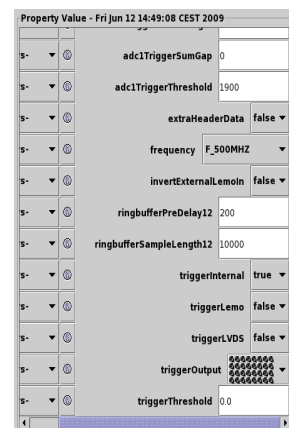 Property Value - Fri Jun 12 14:49:08 CEST 2009
's- adc1TriggerSumGap 0
's- adc1TriggerThreshold 1900
's- extraHeaderData false
's- frequency F_500MHZ
's- invertExternalLemoIn false
's- ringbufferPreDelay12 200
's- ringbufferSampleLength12 10000
's- triggerInternal true
's- triggerLemo false
's- triggerLVDS false
's- triggerOutput
's- triggerThreshold 0.0